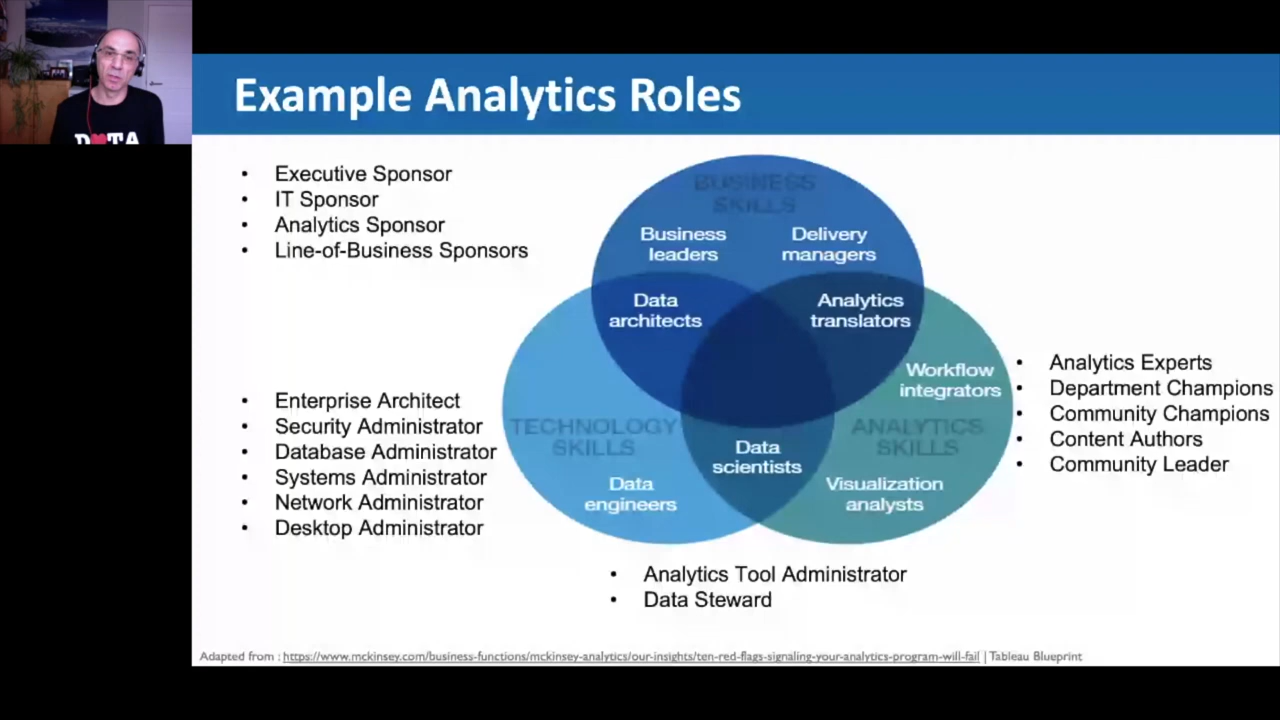 Example Analytics Roles
• Executive Sponsor
• IT Sponsor
• Analytics Sponsor
• Line-of-Business Sponsors
BUSINESS
SKILLS
Business
leaders
Delivery
managers
Data
architects
Analytics
translators
Workflow
integrators
• Analytics Experts
• Department Champions
• Community Champions
• Content Authors
• Community Leader
• Enterprise Architect
• Security Administrator
• Database Administrator
• Systems Administrator
• Network Administrator
• Desktop Administrator
TECHNOLOGY
SKILLS
ANALYTICS
SKILLS
Data
scientists
Data
engineers
Visualization
analysts
• Analytics Tool Administrator
• Data Steward
Adapted from : https://www.mckinsey.com/business-functions/mckinsey-analytics/our-insights/ten-red-flags-signaling-your-analytics-program-will-fail | Tableau Blueprint
D♥TA